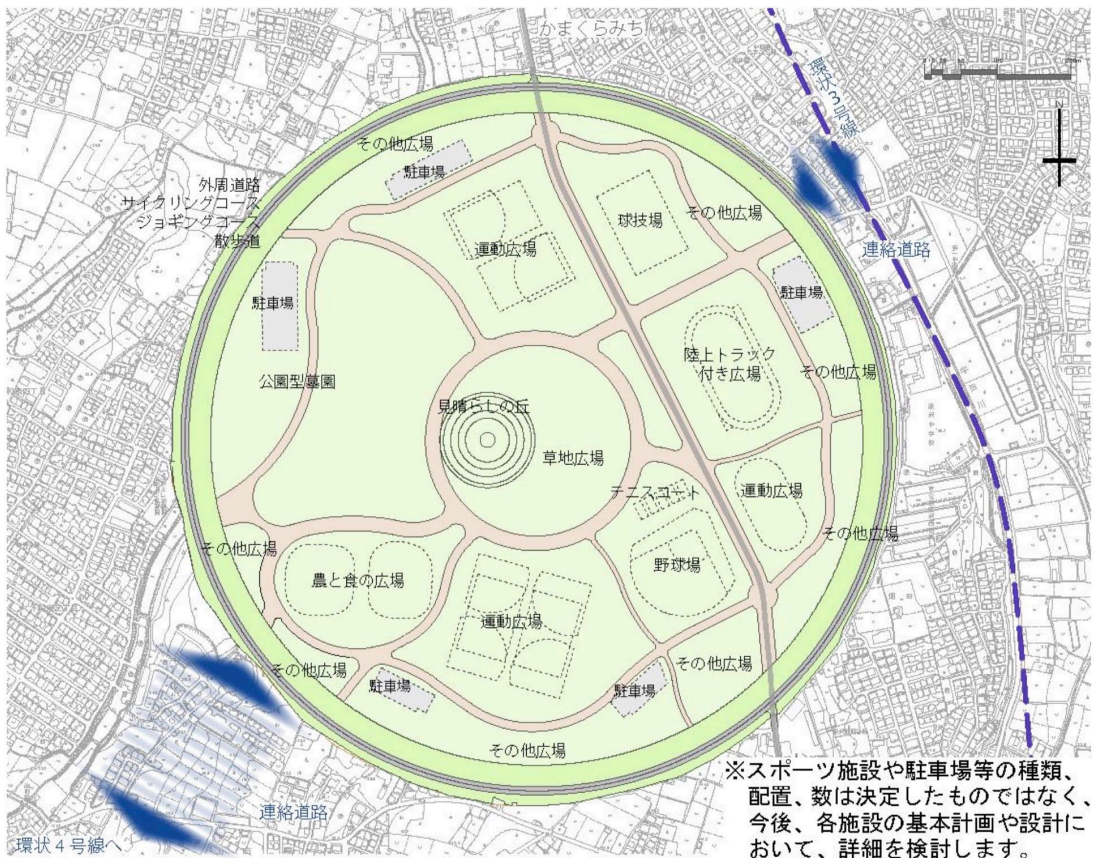 かまくらみち
環状3号線
その他広場
駐車場
外周道路
サイクリングコース
ジョギングコース
散歩道
運動広場
球技場
その他広場
連絡道路
駐車場
駐車場
陸上トラック
付き広場
その他広場
公園型墓園
見晴らしの丘
草地広場
テニスコート
運動広場
その他広場
その他広場
農と食の広場
野球場
運動広場
その他広場
その他広場
駐車場
駐車場
その他広場
連絡道路
環状4号線へ
※スポーツ施設や駐車場等の種類、
配置、数は決定したものではなく、
今後、各施設の基本計画や設計に
おいて、詳細を検討します。